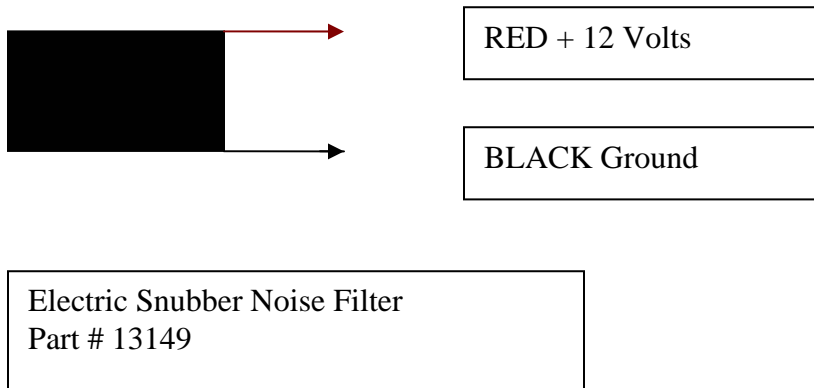 RED + 12 Volts
BLACK Ground
Electric Snubber Noise Filter
Part # 13149